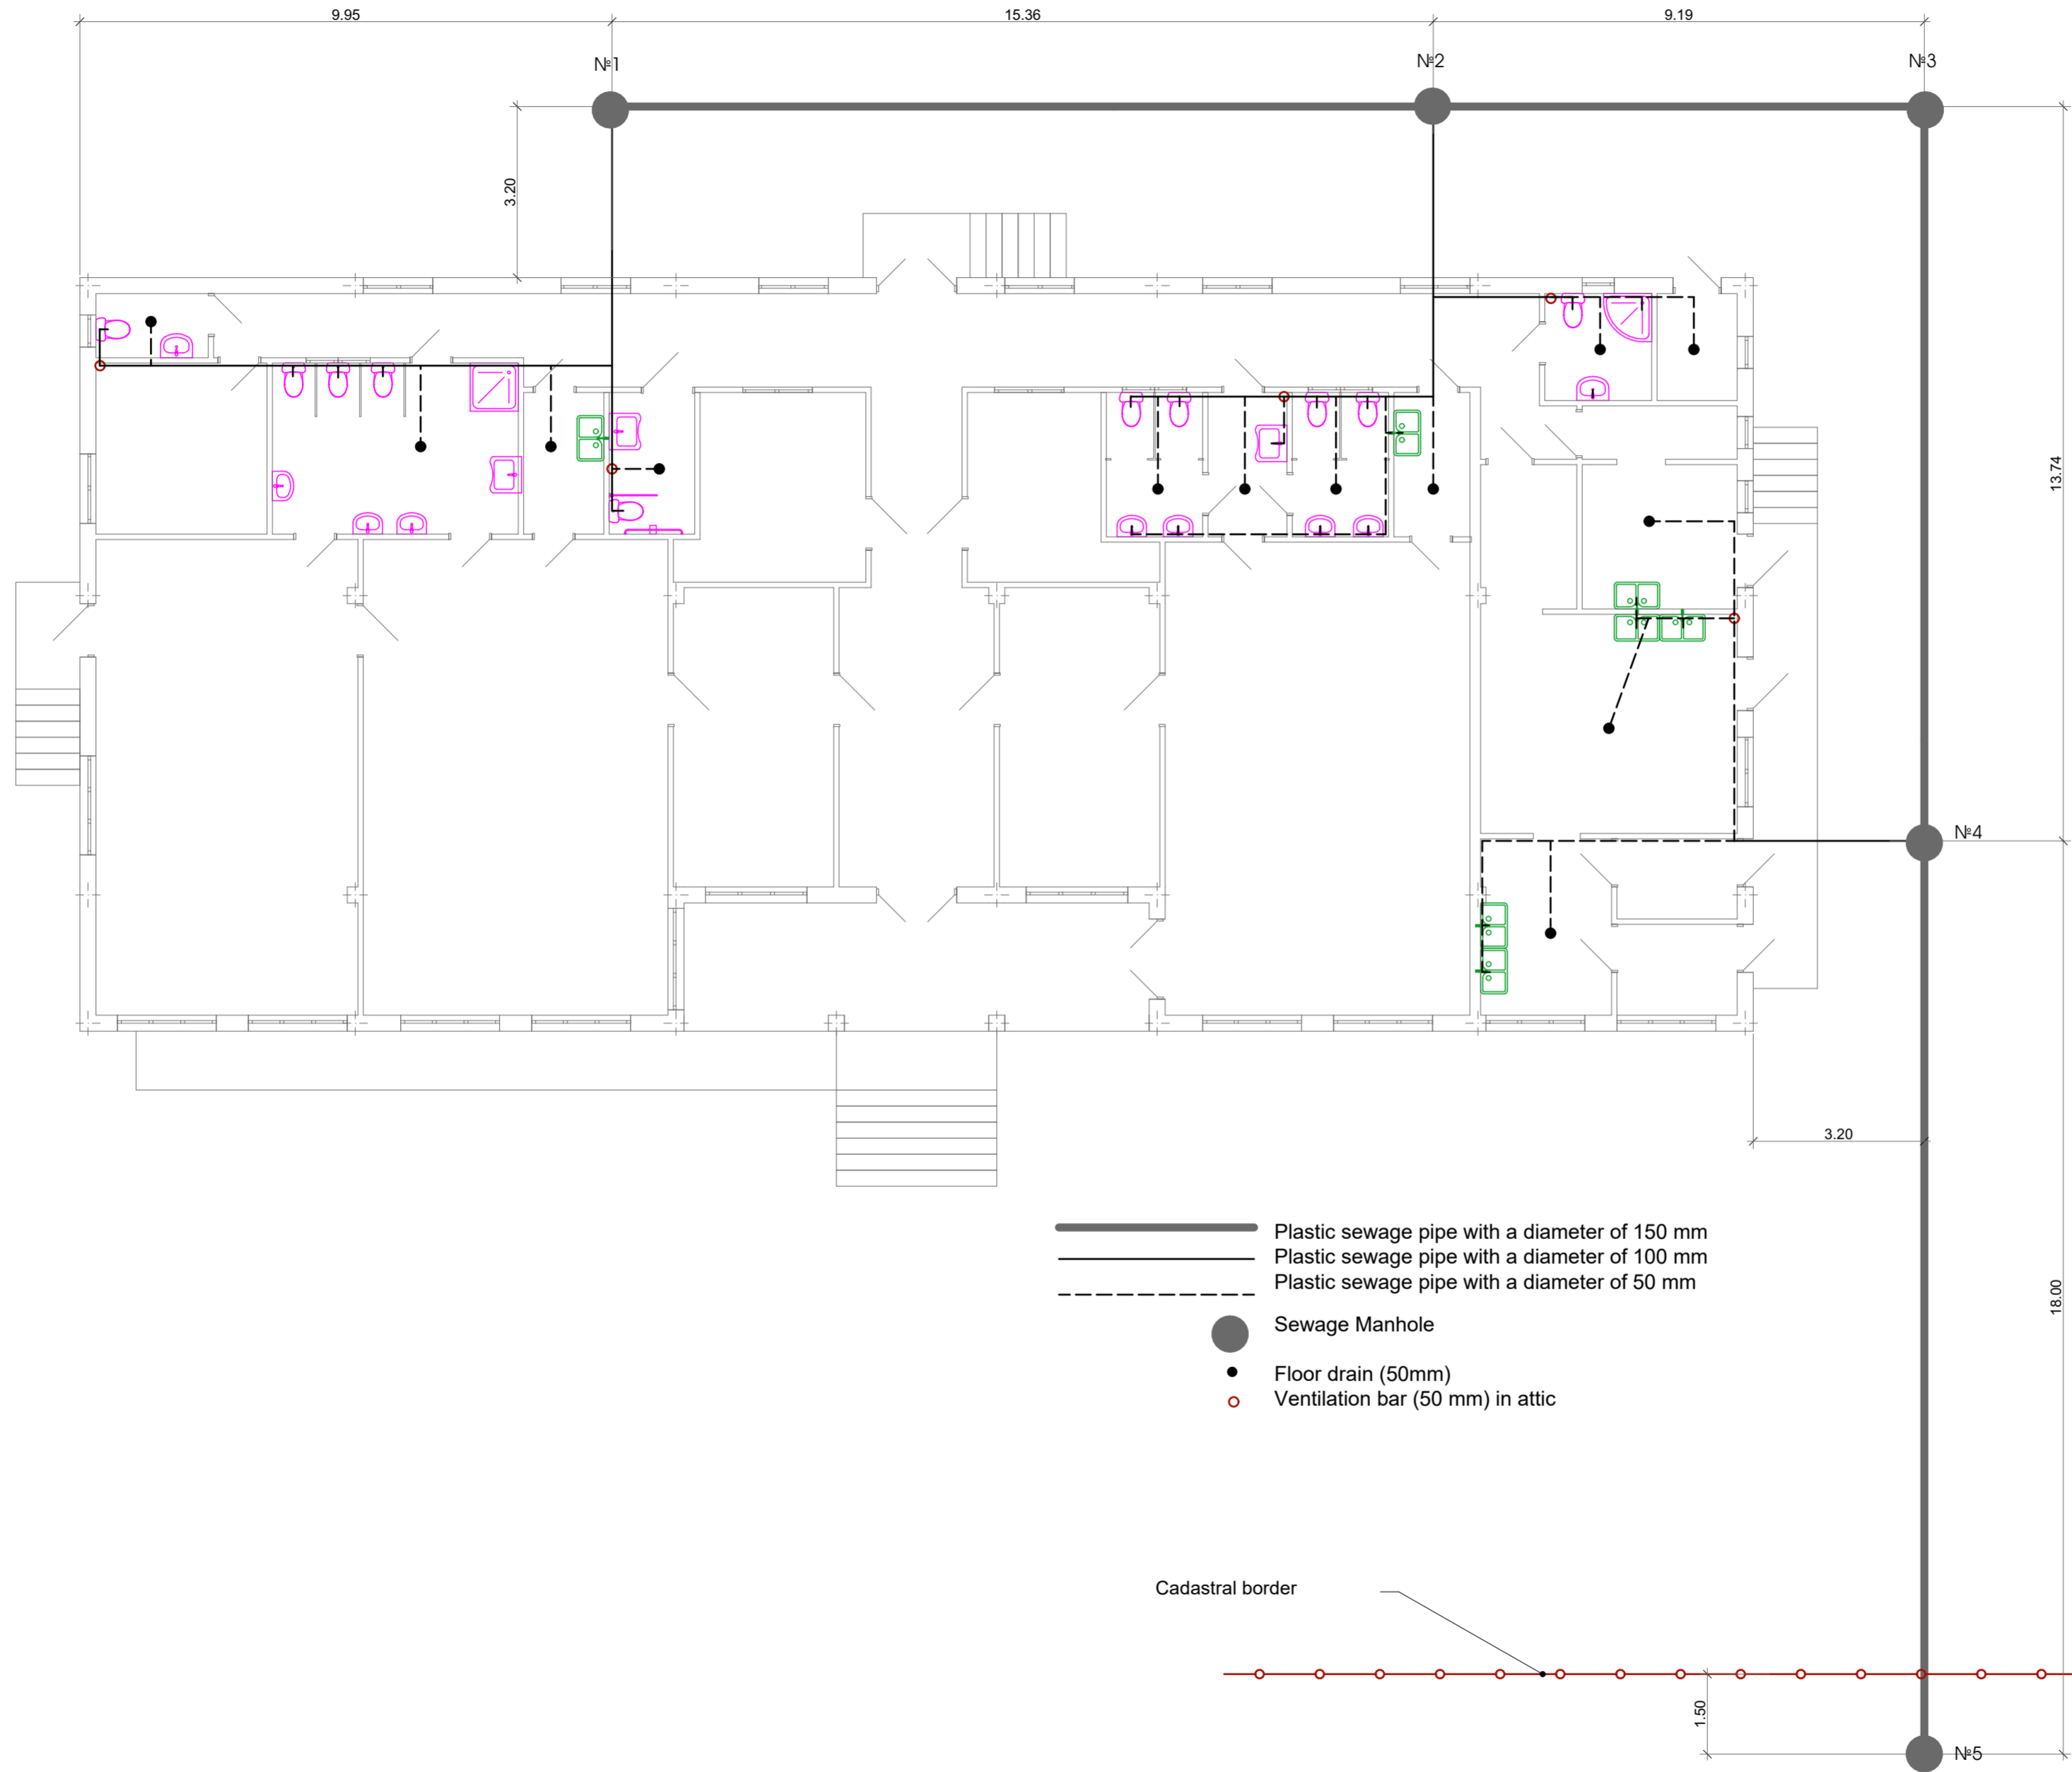 9.95
15.36
9.19
№1
№2
№3
3.20
13.74
№4
3.20
Plastic sewage pipe with a diameter of 150 mm
Plastic sewage pipe with a diameter of 100 mm
Plastic sewage pipe with a diameter of 50 mm
18.00
Sewage Manhole
Floor drain (50mm)
Ventilation bar (50 mm) in attic
Cadastral border
1.50
№5